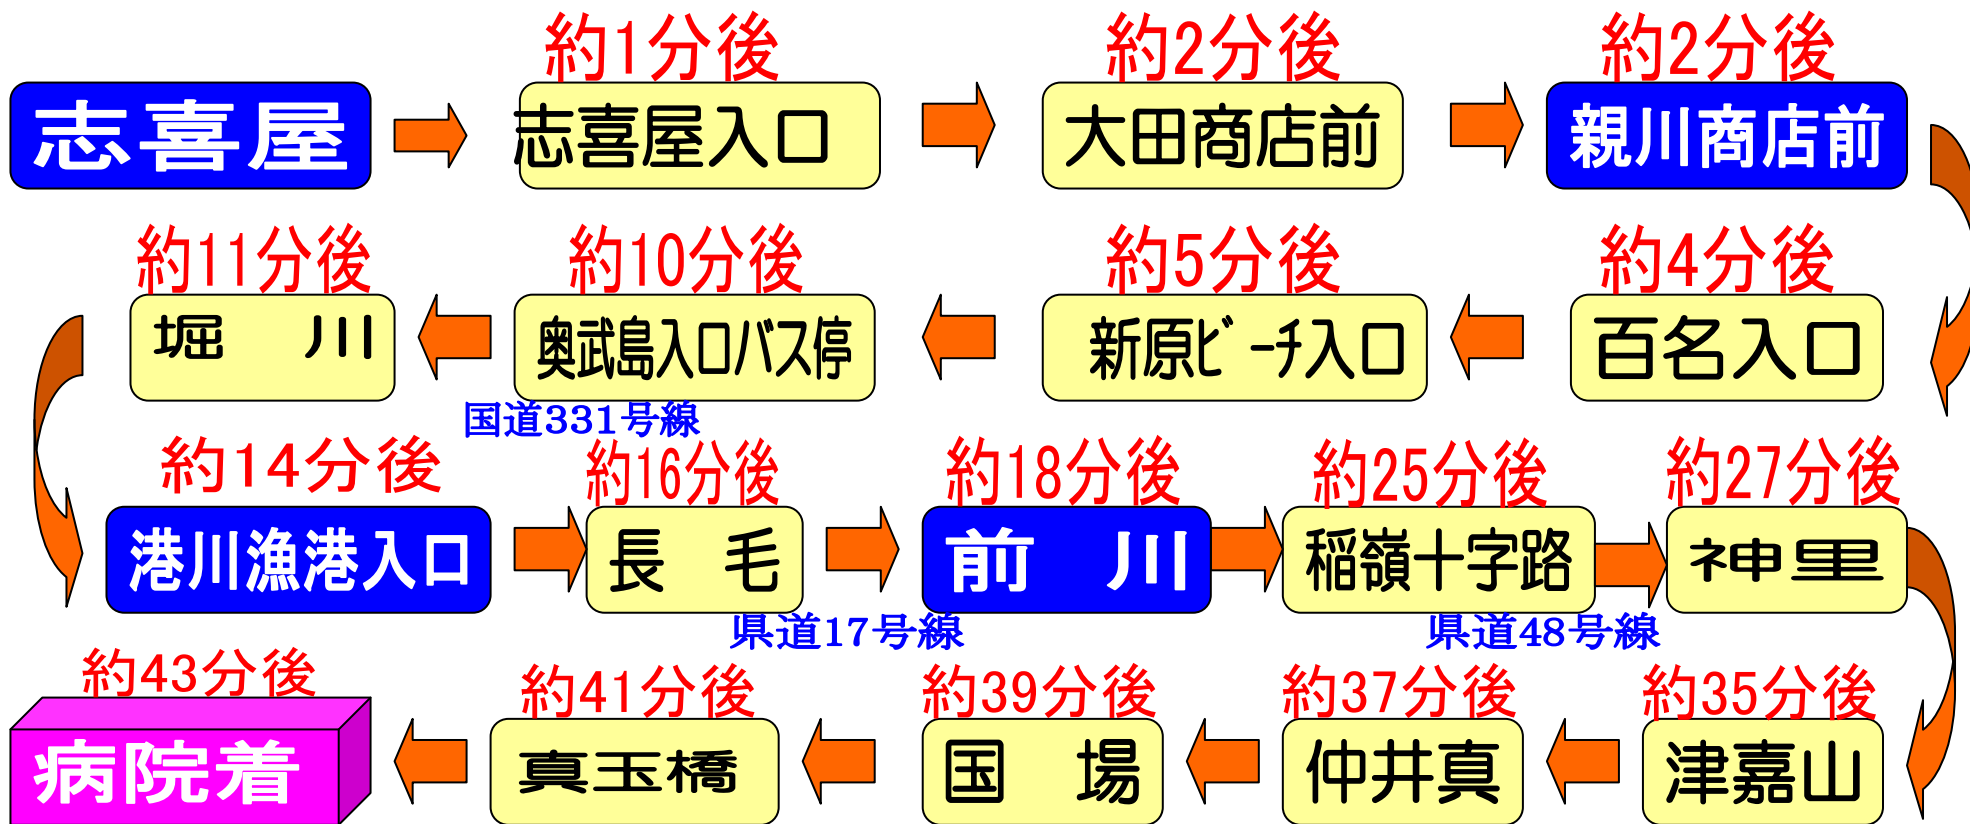 約1分後 約2分後 約2分後
志喜屋 志喜屋入口 大田商店前 親川商店前
約11分後 約10分後 約5分後 約4分後
堀 川 奥武島入口バス停 新原ビーチ入口 百名入口
国道331号線
約14分後 約16分後 約18分後 約25分後 約27分後
港川漁港入口 長 毛 前 川 稲嶺十字路 神里
県道17号線 県道48号線
約43分後 約41分後 約39分後 約37分後 約35分後
病院着 真玉橋 国 場 仲井真 津嘉山